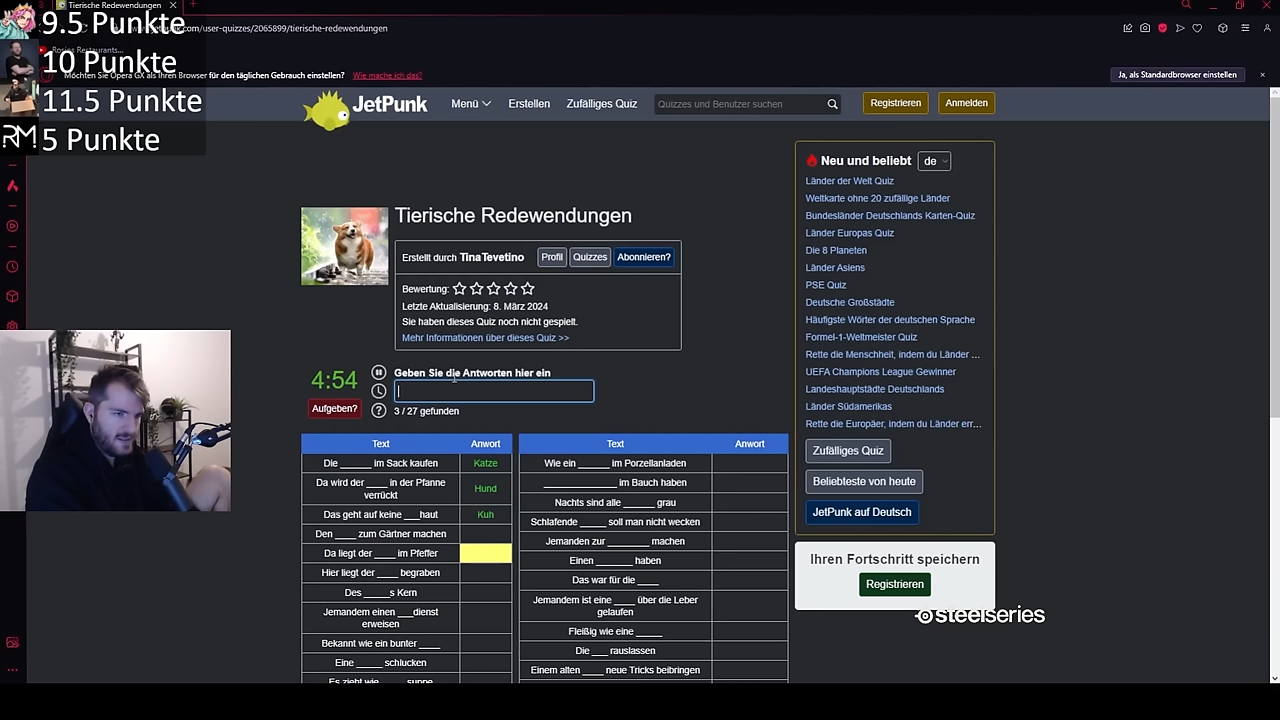 Tierische Redewendungen
9.5 Punkte
10 Punkte
11.5 Punkte
RM 5 Punkte
/user-quizzes/2065899/tierische-redewendungen
Rosies Restaurants...
Möchten Sie Opera GX als Ihren Browser für den täglichen Gebrauch einstellen? Wie mache ich das?
Ja, als Standardbrowser einstellen
JetPunk
Menü
Erstellen
Zufälliges Quiz
Quizzes und Benutzer suchen
Registrieren
Anmelden
Tierische Redewendungen
Erstellt durch TinaTevetino
Profil
Quizzes
Abonnieren?
Bewertung:
Letzte Aktualisierung: 8. März 2024
Sie haben dieses Quiz noch nicht gespielt.
Mehr Informationen über dieses Quiz >>
4:54
Aufgeben?
Geben Sie die Antworten hier ein
3 / 27 gefunden
Text Anwort
Die ______ im Sack kaufen Katze
Da wird der ____ in der Pfanne
verrückt
Hund
Das geht auf keine ___haut Kuh
Den ____ zum Gärtner machen
Da liegt der ____ im Pfeffer
Hier liegt der ____ begraben
Des _____s Kern
Jemandem einen ___dienst
erweisen
Bekannt wie ein bunter ____
Eine _____ schlucken
Es zieht wie _____suppe
Text Anwort
Wie ein ______ im Porzellanladen
______________ im Bauch haben
Nachts sind alle ______ grau
Schlafende _____ soll man nicht wecken
Jemanden zur ________ machen
Einen _______ haben
Das war für die ____
Jemandem ist eine ____ über die Leber
gelaufen
Fleißig wie eine _____
Die ___ rauslassen
Einem alten ____ neue Tricks beibringen
Neu und beliebt
de
Länder der Welt Quiz
Weltkarte ohne 20 zufällige Länder
Bundesländer Deutschlands Karten-Quiz
Länder Europas Quiz
Die 8 Planeten
Länder Asiens
PSE Quiz
Deutsche Großstädte
Häufigste Wörter der deutschen Sprache
Formel-1-Weltmeister Quiz
Rette die Menschheit, indem du Länder ...
UEFA Champions League Gewinner
Landeshauptstädte Deutschlands
Länder Südamerikas
Rette die Europäer, indem du Länder err...
Zufälliges Quiz
Beliebteste von heute
JetPunk auf Deutsch
Ihren Fortschritt speichern
Registrieren
steelseries